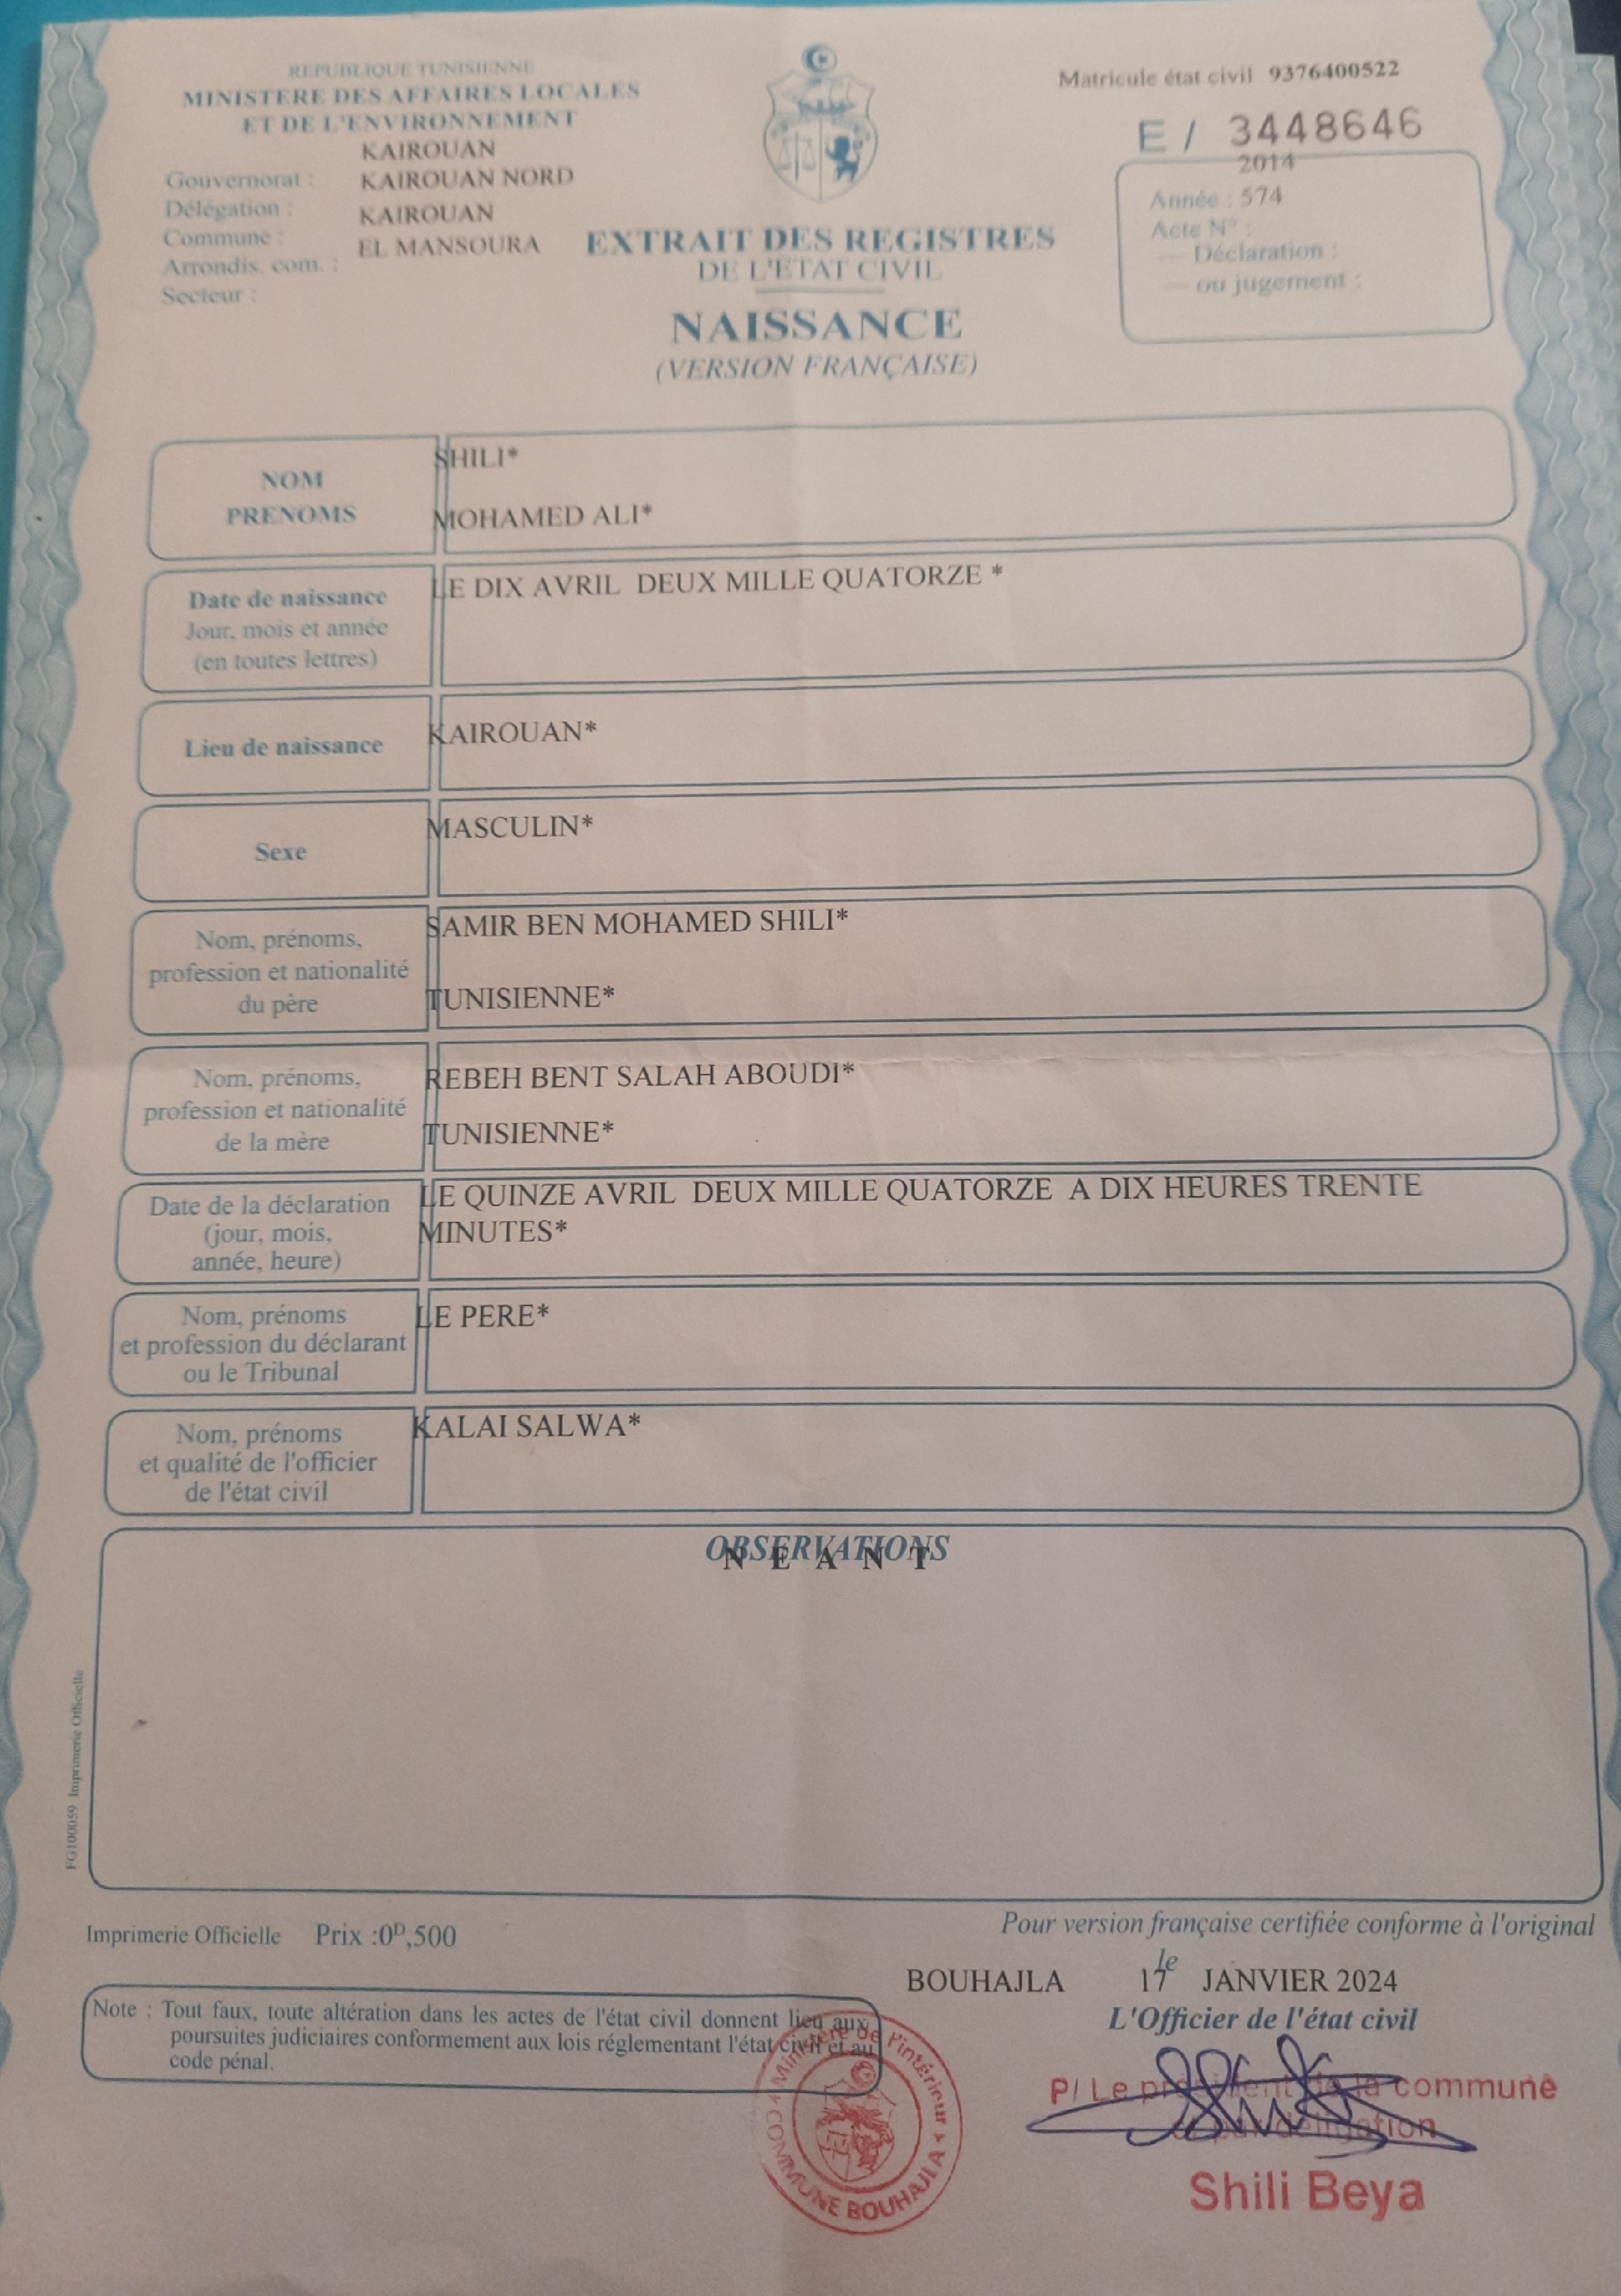 REPUBLIQUE TUNISIENNE
MINISTERE DES AFFAIRES LOCALES
ET DE L'ENVIRONNEMENT
KAIROUAN
Gouvernorat : KAIROUAN NORD
Délégation :
KAIROUAN
Commune :
EL MANSOURA
Arrondis. com. :
Secteur :
Matricule état civil 9376400522
E / 3448646
2014
Année : 574
Acte N° :
— Déclaration :
— ou jugement :
EXTRAIT DES REGISTRES
DE L'ETAT CIVIL
NAISSANCE
(VERSION FRANÇAISE)
NOM
PRENOMS
SHILI*
MOHAMED ALI*
Date de naissance
Jour, mois et année
(en toutes lettres)
LE DIX AVRIL DEUX MILLE QUATORZE *
Lieu de naissance
KAIROUAN*
Sexe
MASCULIN*
Nom, prénoms,
profession et nationalité
du père
SAMIR BEN MOHAMED SHILI*
TUNISIENNE*
Nom, prénoms,
profession et nationalité
de la mère
REBEH BENT SALAH ABOUDI*
TUNISIENNE*
Date de la déclaration
(jour, mois,
année, heure)
LE QUINZE AVRIL DEUX MILLE QUATORZE A DIX HEURES TRENTE
MINUTES*
Nom, prénoms
et profession du déclarant
ou le Tribunal
LE PERE*
Nom, prénoms
et qualité de l'officier
de l'état civil
KALAI SALWA*
OBSERVATIONS
N E A N T
FG100059 Imprimerie Officielle
Imprimerie Officielle Prix :0D,500
Pour version française certifiée conforme à l'original
BOUHAJLA le 17 JANVIER 2024
L'Officier de l'état civil
Note : Tout faux, toute altération dans les actes de l'état civil donnent lieu aux
poursuites judiciaires conformement aux lois réglementant l'état civil et au
code pénal.
Ministère de l'intérieur
COMMUNE BOUHAJLA
P/ Le président de la commune
et par déligation
Shili Beya